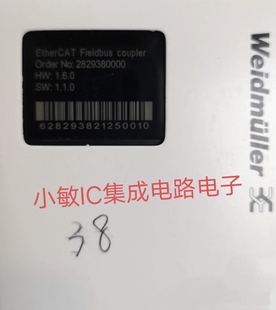 EtherCAT Fieldbus coupler
Order No: 2829380000
HW: 1.6.0
SW: 1.1.0
628293821250010
Weidmüller
小敏IC集成电路电子
38